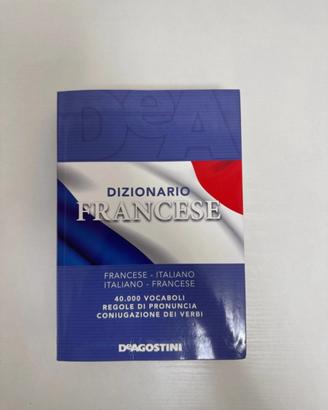 DeA
DIZIONARIO
FRANCESE
FRANCESE - ITALIANO
ITALIANO - FRANCESE
40.000 VOCABOLI
REGOLE DI PRONUNCIA
CONIUGAZIONE DEI VERBI
DEAGOSTINI